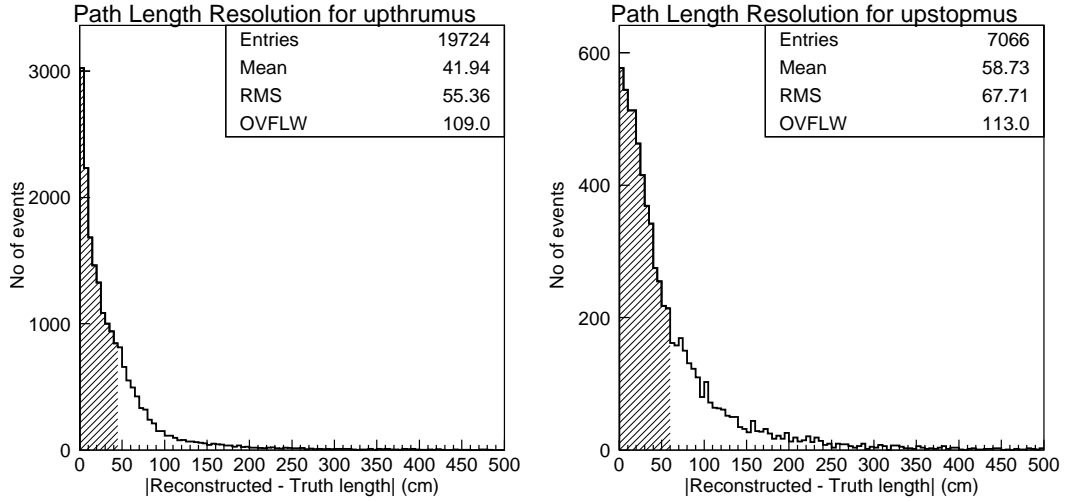 Path Length Resolution for upthrumus
Entries 19724
Mean 41.94
RMS 55.36
OVFLW 109.0
No of events
3000
2000
1000
0
0 50 100 150 200 250 300 350 400 450 500
|Reconstructed - Truth length| (cm)
Path Length Resolution for upstopmus
Entries 7066
Mean 58.73
RMS 67.71
OVFLW 113.0
No of events
600
400
200
0
0 50 100 150 200 250 300 350 400 450 500
|Reconstructed - Truth length| (cm)